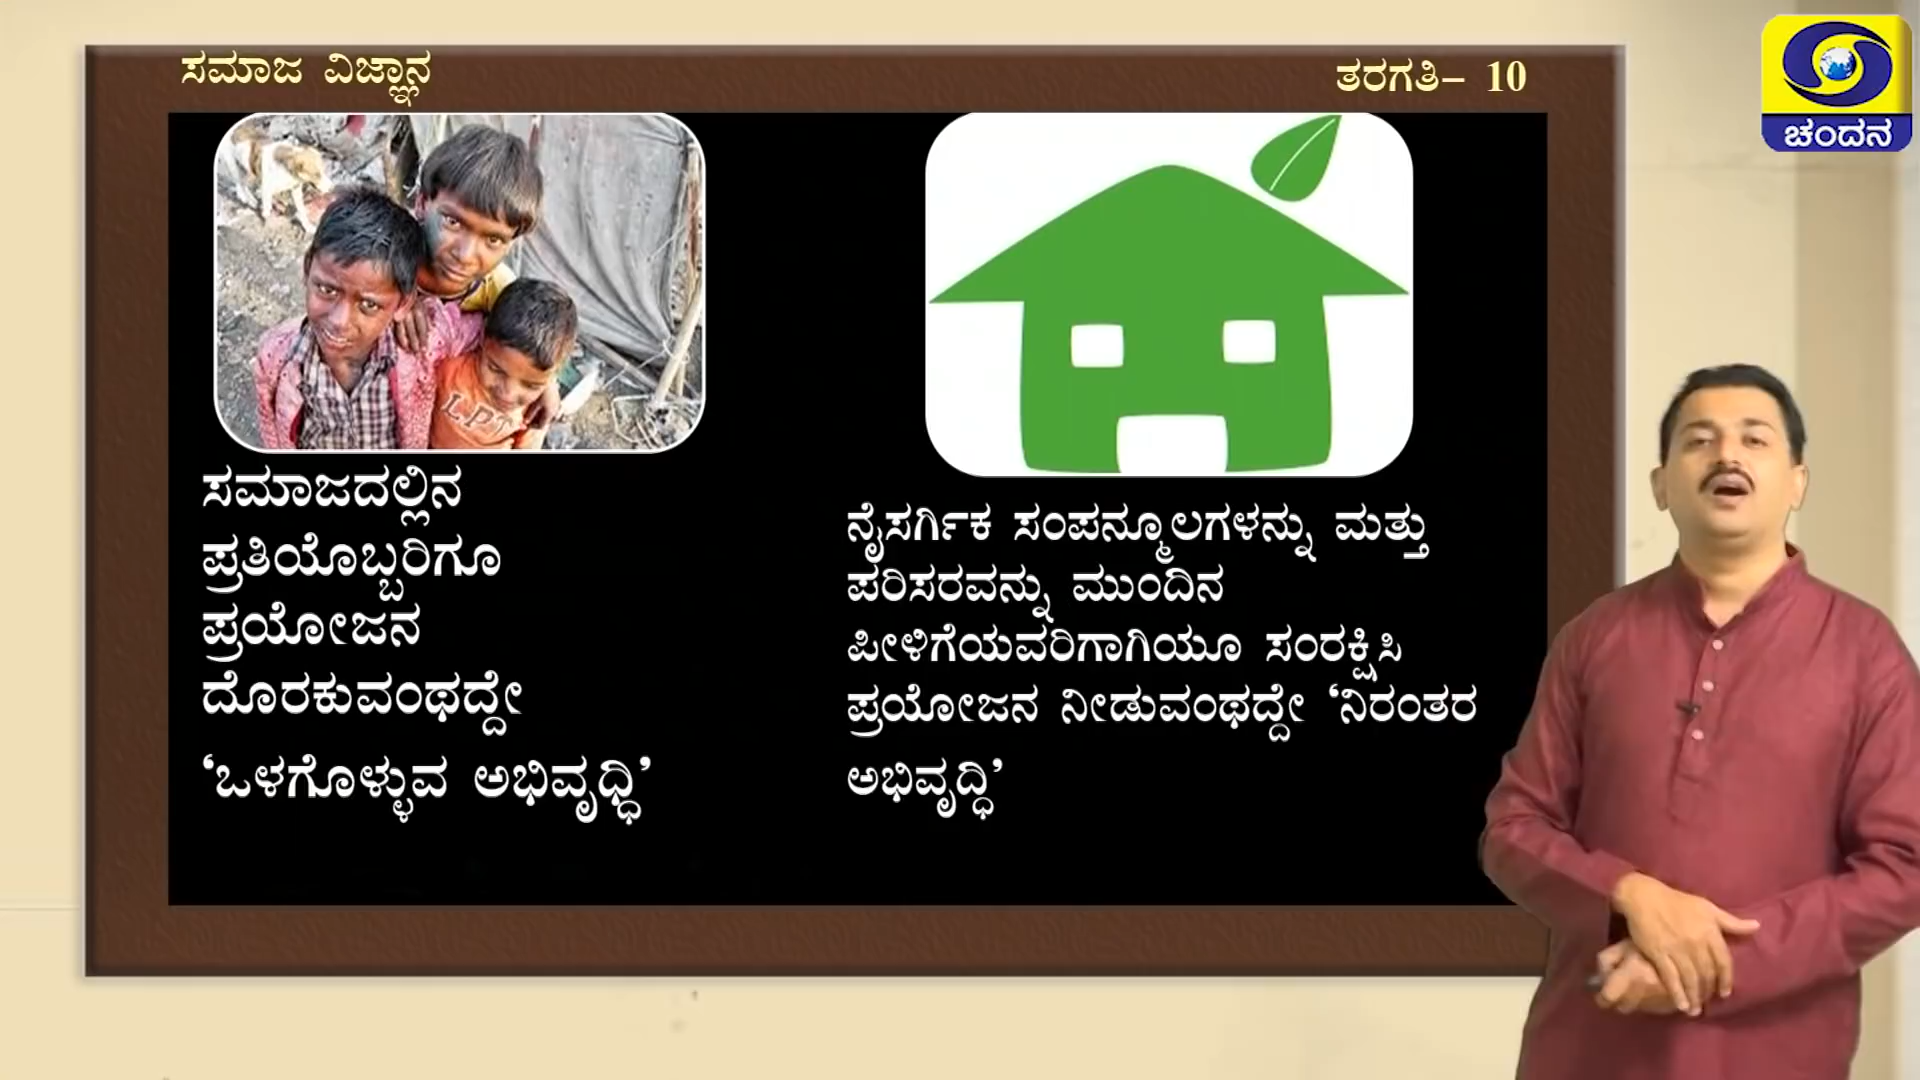 ಸಮಾಜ ವಿಜ್ಞಾನ
ತರಗತಿ– 10
ಚಂದನ
L.P.T
ಸಮಾಜದಲ್ಲಿನ
ಪ್ರತಿಯೊಬ್ಬರಿಗೂ
ಪ್ರಯೋಜನ
ದೊರಕುವಂಥದ್ದೇ
‘ಒಳಗೊಳ್ಳುವ ಅಭಿವೃಧ್ಧಿ’
ನೈಸರ್ಗಿಕ ಸಂಪನ್ಮೂಲಗಳನ್ನು ಮತ್ತು
ಪರಿಸರವನ್ನು ಮುಂದಿನ
ಪೀಳಿಗೆಯವರಿಗಾಗಿಯೂ ಸಂರಕ್ಷಿಸಿ
ಪ್ರಯೋಜನ ನೀಡುವಂಥದ್ದೇ ‘ನಿರಂತರ
ಅಭಿವೃದ್ಧಿ’